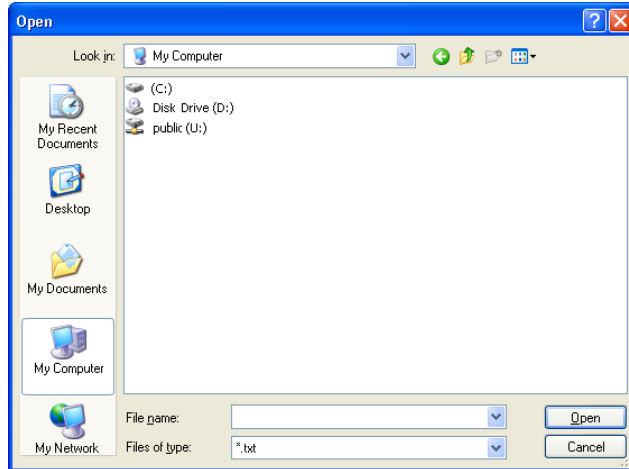 Open
Look in: My Computer
(C:)
Disk Drive (D:)
public (U:)
My Recent
Documents
Desktop
My Documents
My Computer
My Network
File name:
Open
Files of type: *.txt
Cancel